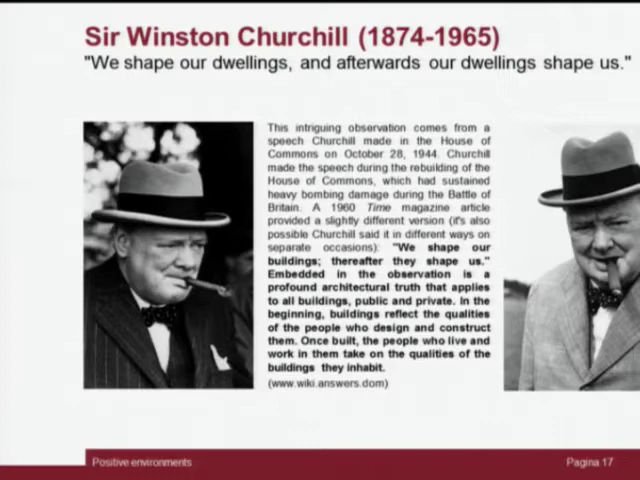 Sir Winston Churchill (1874-1965)
"We shape our dwellings, and afterwards our dwellings shape us."
This intriguing observation comes from a
speech Churchill made in the House of
Commons on October 28, 1944. Churchill
made the speech during the rebuilding of the
House of Commons, which had sustained
heavy bombing damage during the Battle of
Britain. A 1960 Time magazine article
provided a slightly different version (it's also
possible Churchill said it in different ways on
separate occasions): "We shape our
buildings; thereafter they shape us."
Embedded in the observation is a
profound architectural truth that applies
to all buildings, public and private. In the
beginning, buildings reflect the qualities
of the people who design and construct
them. Once built, the people who live and
work in them take on the qualities of the
buildings they inhabit.
(www.wiki.answers.dom)
Positive environments
Pagina 17